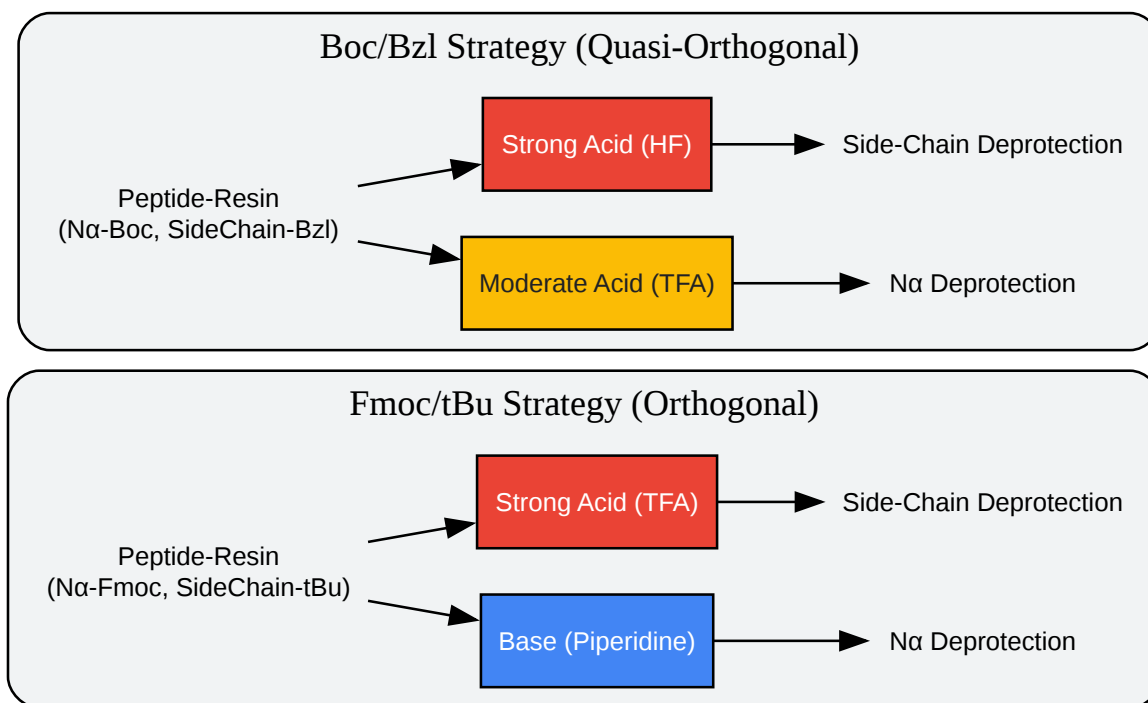 Boc/Bzl Strategy (Quasi-Orthogonal)
Strong Acid (HF)
Side-Chain Deprotection
Peptide-Resin
(Nα-Boc, SideChain-Bzl)
Moderate Acid (TFA)
Nα Deprotection
Fmoc/tBu Strategy (Orthogonal)
Strong Acid (TFA)
Side-Chain Deprotection
Peptide-Resin
(Nα-Fmoc, SideChain-tBu)
Base (Piperidine)
Nα Deprotection